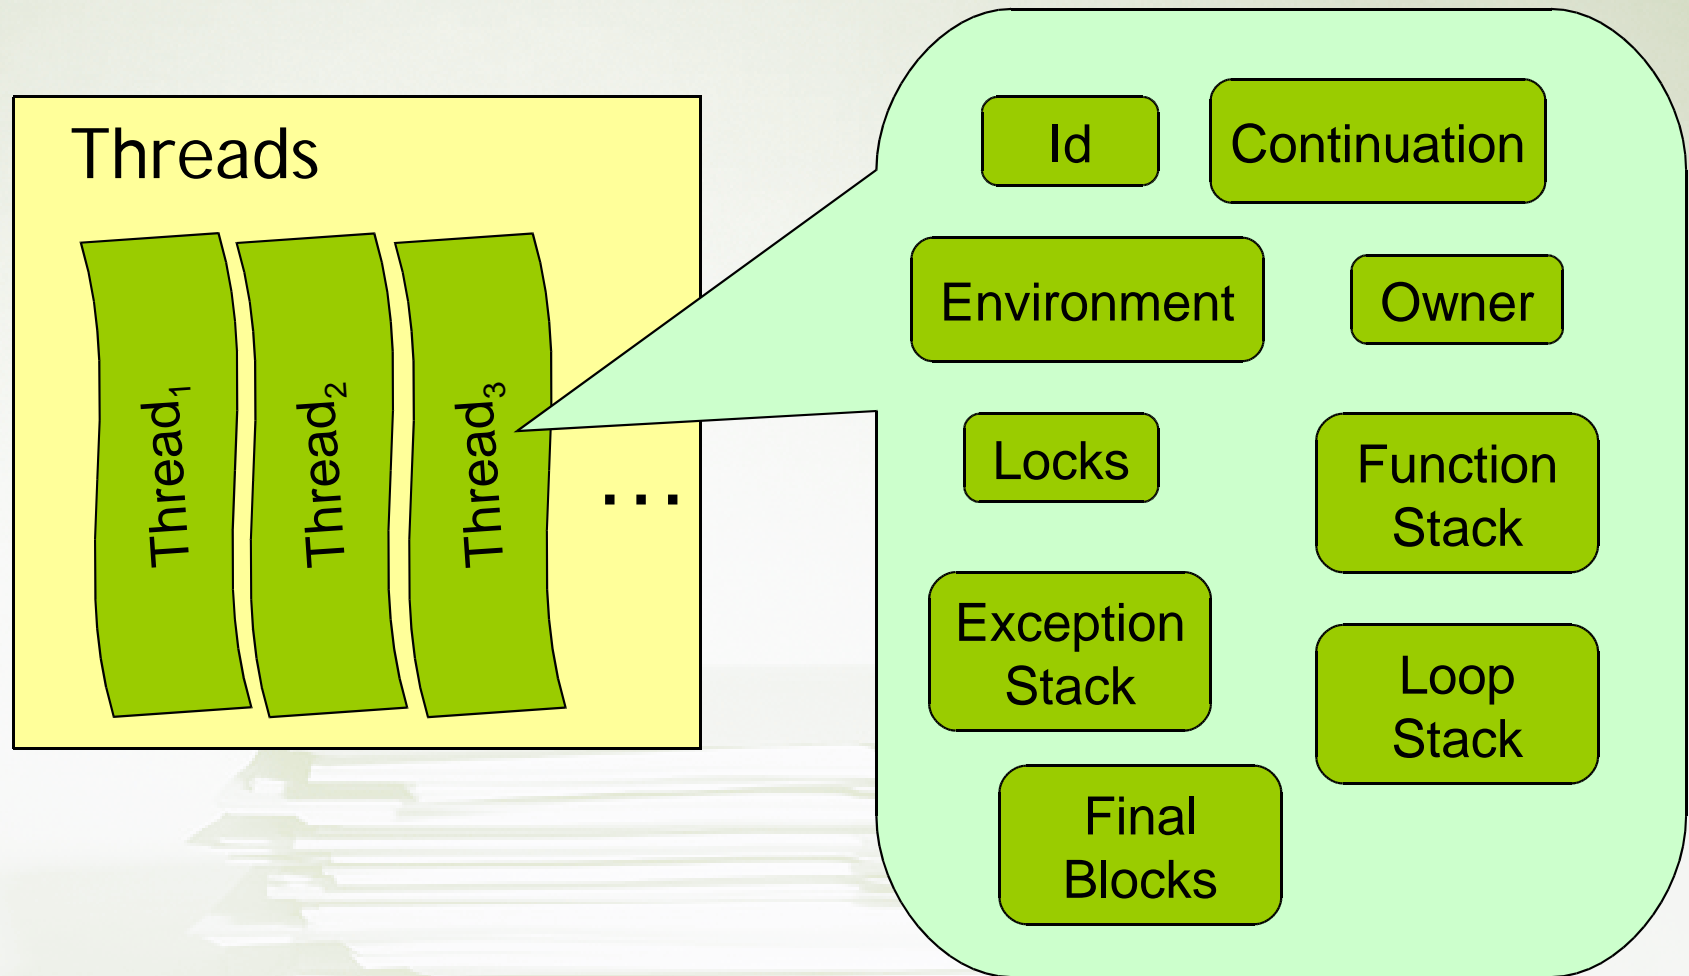 Threads
Thread₁
Thread₂
Thread₃
...
Id
Continuation
Environment
Owner
Locks
Function
Stack
Exception
Stack
Loop
Stack
Final
Blocks